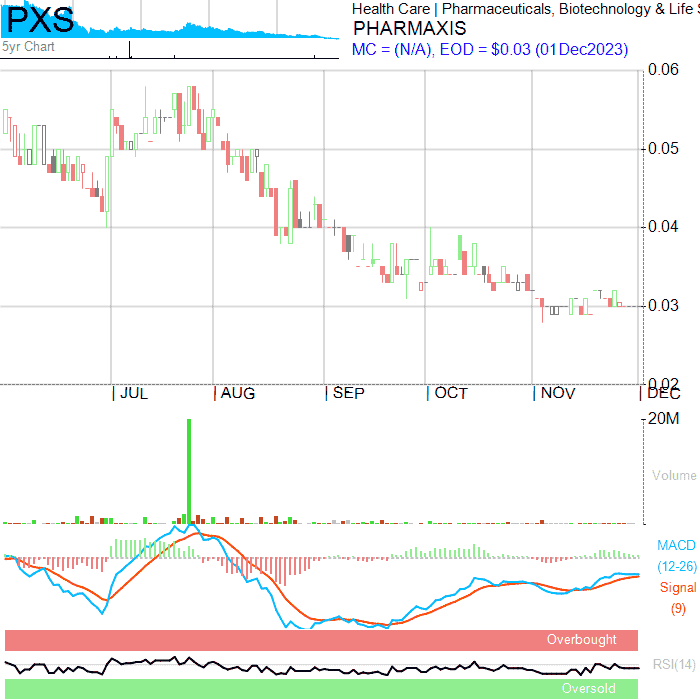 PXS
5yr Chart
Health Care | Pharmaceuticals, Biotechnology & Life S
PHARMAXIS
MC = (N/A), EOD = $0.03 (01Dec2023)
0.06
0.05
0.04
0.03
0.02
JUL AUG SEP OCT NOV DEC
20M
Volume
MACD
(12-26)
Signal
(9)
Overbought
RSI(14)
Oversold